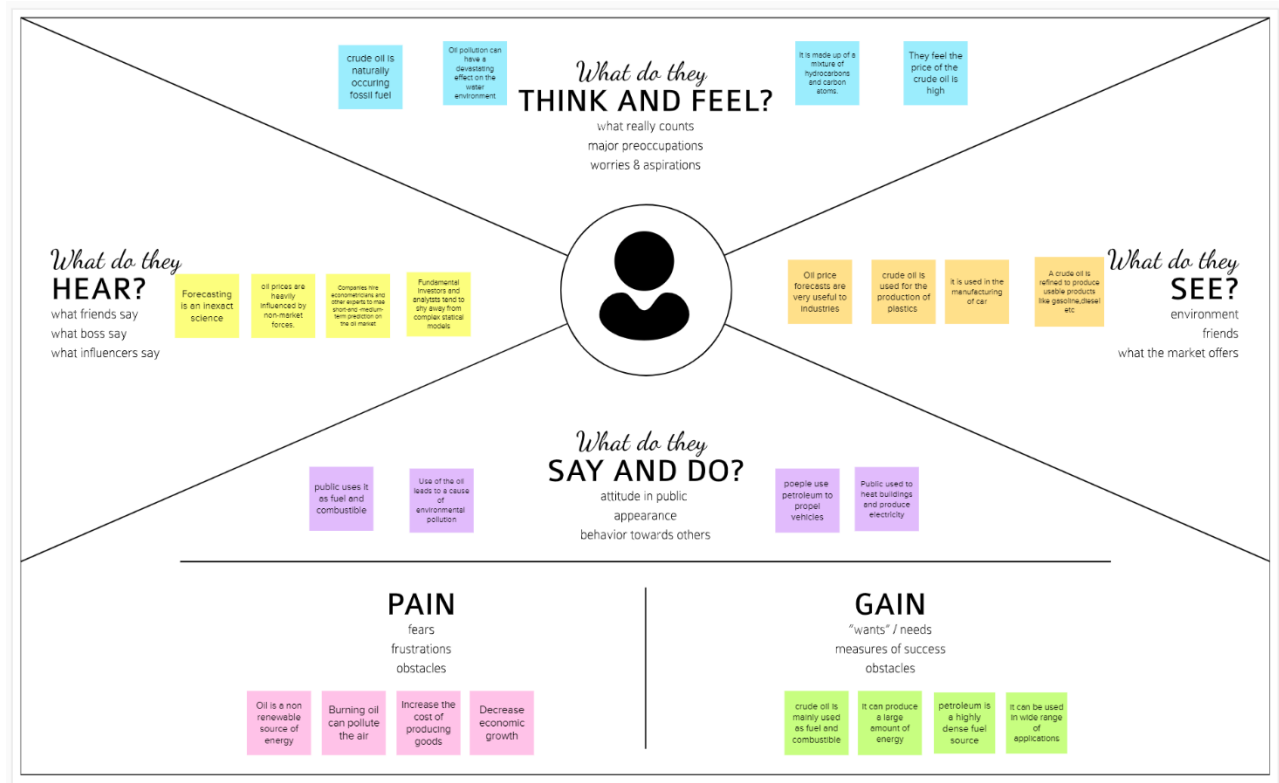 crude oil is
naturally
occuring
fossil fuel
Oil pollution can
have a
devastating
effect on the
water
environment
What do they
THINK AND FEEL?
what really counts
major preoccupations
worries & aspirations
It is made up of a
mixture of
hydrocarbons
and carbon
atoms.
They feel the
price of the
crude oil is
high
What do they
HEAR?
what friends say
what boss say
what influencers say
Forecasting
is an inexact
science
oil prices are
heavily
influenced by
non-market
forces.
Companies hire
econometricians and
other experts to mae
short-end -medium-
term prediction on
the oil market
Fundamental
investors and
analysts tend to
shy away from
complex statical
models
Oil price
forecasts are
very useful to
industries
crude oil is
used for the
production of
plastics
It is used in the
manufacturing
of car
A crude oil is
refined to produce
usable products
like gasoline,diesel
etc
What do they
SEE?
environment
friends
what the market offers
What do they
SAY AND DO?
attitude in public
appearance
behavior towards others
public uses it
as fuel and
combustible
Use of the oil
leads to a cause
of
environmental
pollution
poeple use
petroleum to
propel
vehicles
Public used to
heat buildings
and produce
electricity
PAIN
fears
frustrations
obstacles
Oil is a non
renewable
source of
energy
Burning oil
can pollute
the air
Increase the
cost of
producing
goods
Decrease
economic
growth
GAIN
"wants" / needs
measures of success
obstacles
crude oil is
mainly used
as fuel and
combustible
It can produce
a large
amount of
energy
petroleum is
a highly
dense fuel
source
It can be used
in wide range
of
applications